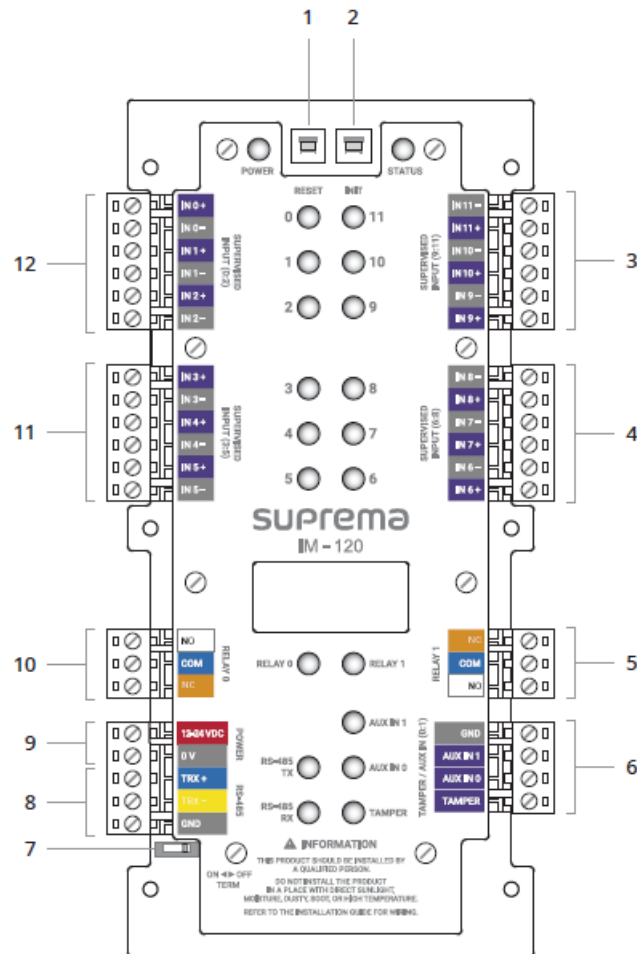 1 2
POWER
STATUS
RESET INIT
IN 0+
IN 0−
IN 1+
IN 1−
IN 2+
IN 2−
SUPERVISED
INPUT (0:2)
0 11
1 10
2 9
SUPERVISED
INPUT (9:11)
IN 11−
IN 11+
IN 10−
IN 10+
IN 9−
IN 9+
12
3
IN 3+
IN 3−
IN 4+
IN 4−
IN 5+
IN 5−
SUPERVISED
INPUT (3:5)
3 8
4 7
5 6
SUPERVISED
INPUT (6:8)
IN 8−
IN 8+
IN 7−
IN 7+
IN 6−
IN 6+
11
4
suprema
IM − 120
10
NO
COM
NC
RELAY 0
RELAY 0 RELAY 1
RELAY 1
NC
COM
NO
5
9
12-24 VDC
0 V
POWER
8
TRX +
TRX −
GND
RS-485
AUX IN 1
RS-485
TX
AUX IN 0
RS-485
RX
TAMPER
TAMPER / AUX IN (0:1)
GND
AUX IN 1
AUX IN 0
TAMPER
6
7
ON ◄|► OFF
TERM
INFORMATION
THIS PRODUCT SHOULD BE INSTALLED BY
A QUALIFIED PERSON.
DO NOT INSTALL THE PRODUCT
IN A PLACE WITH DIRECT SUNLIGHT,
MOISTURE, DUSTY, SOOT, OR HIGH TEMPERATURE.
REFER TO THE INSTALLATION GUIDE FOR WIRING.